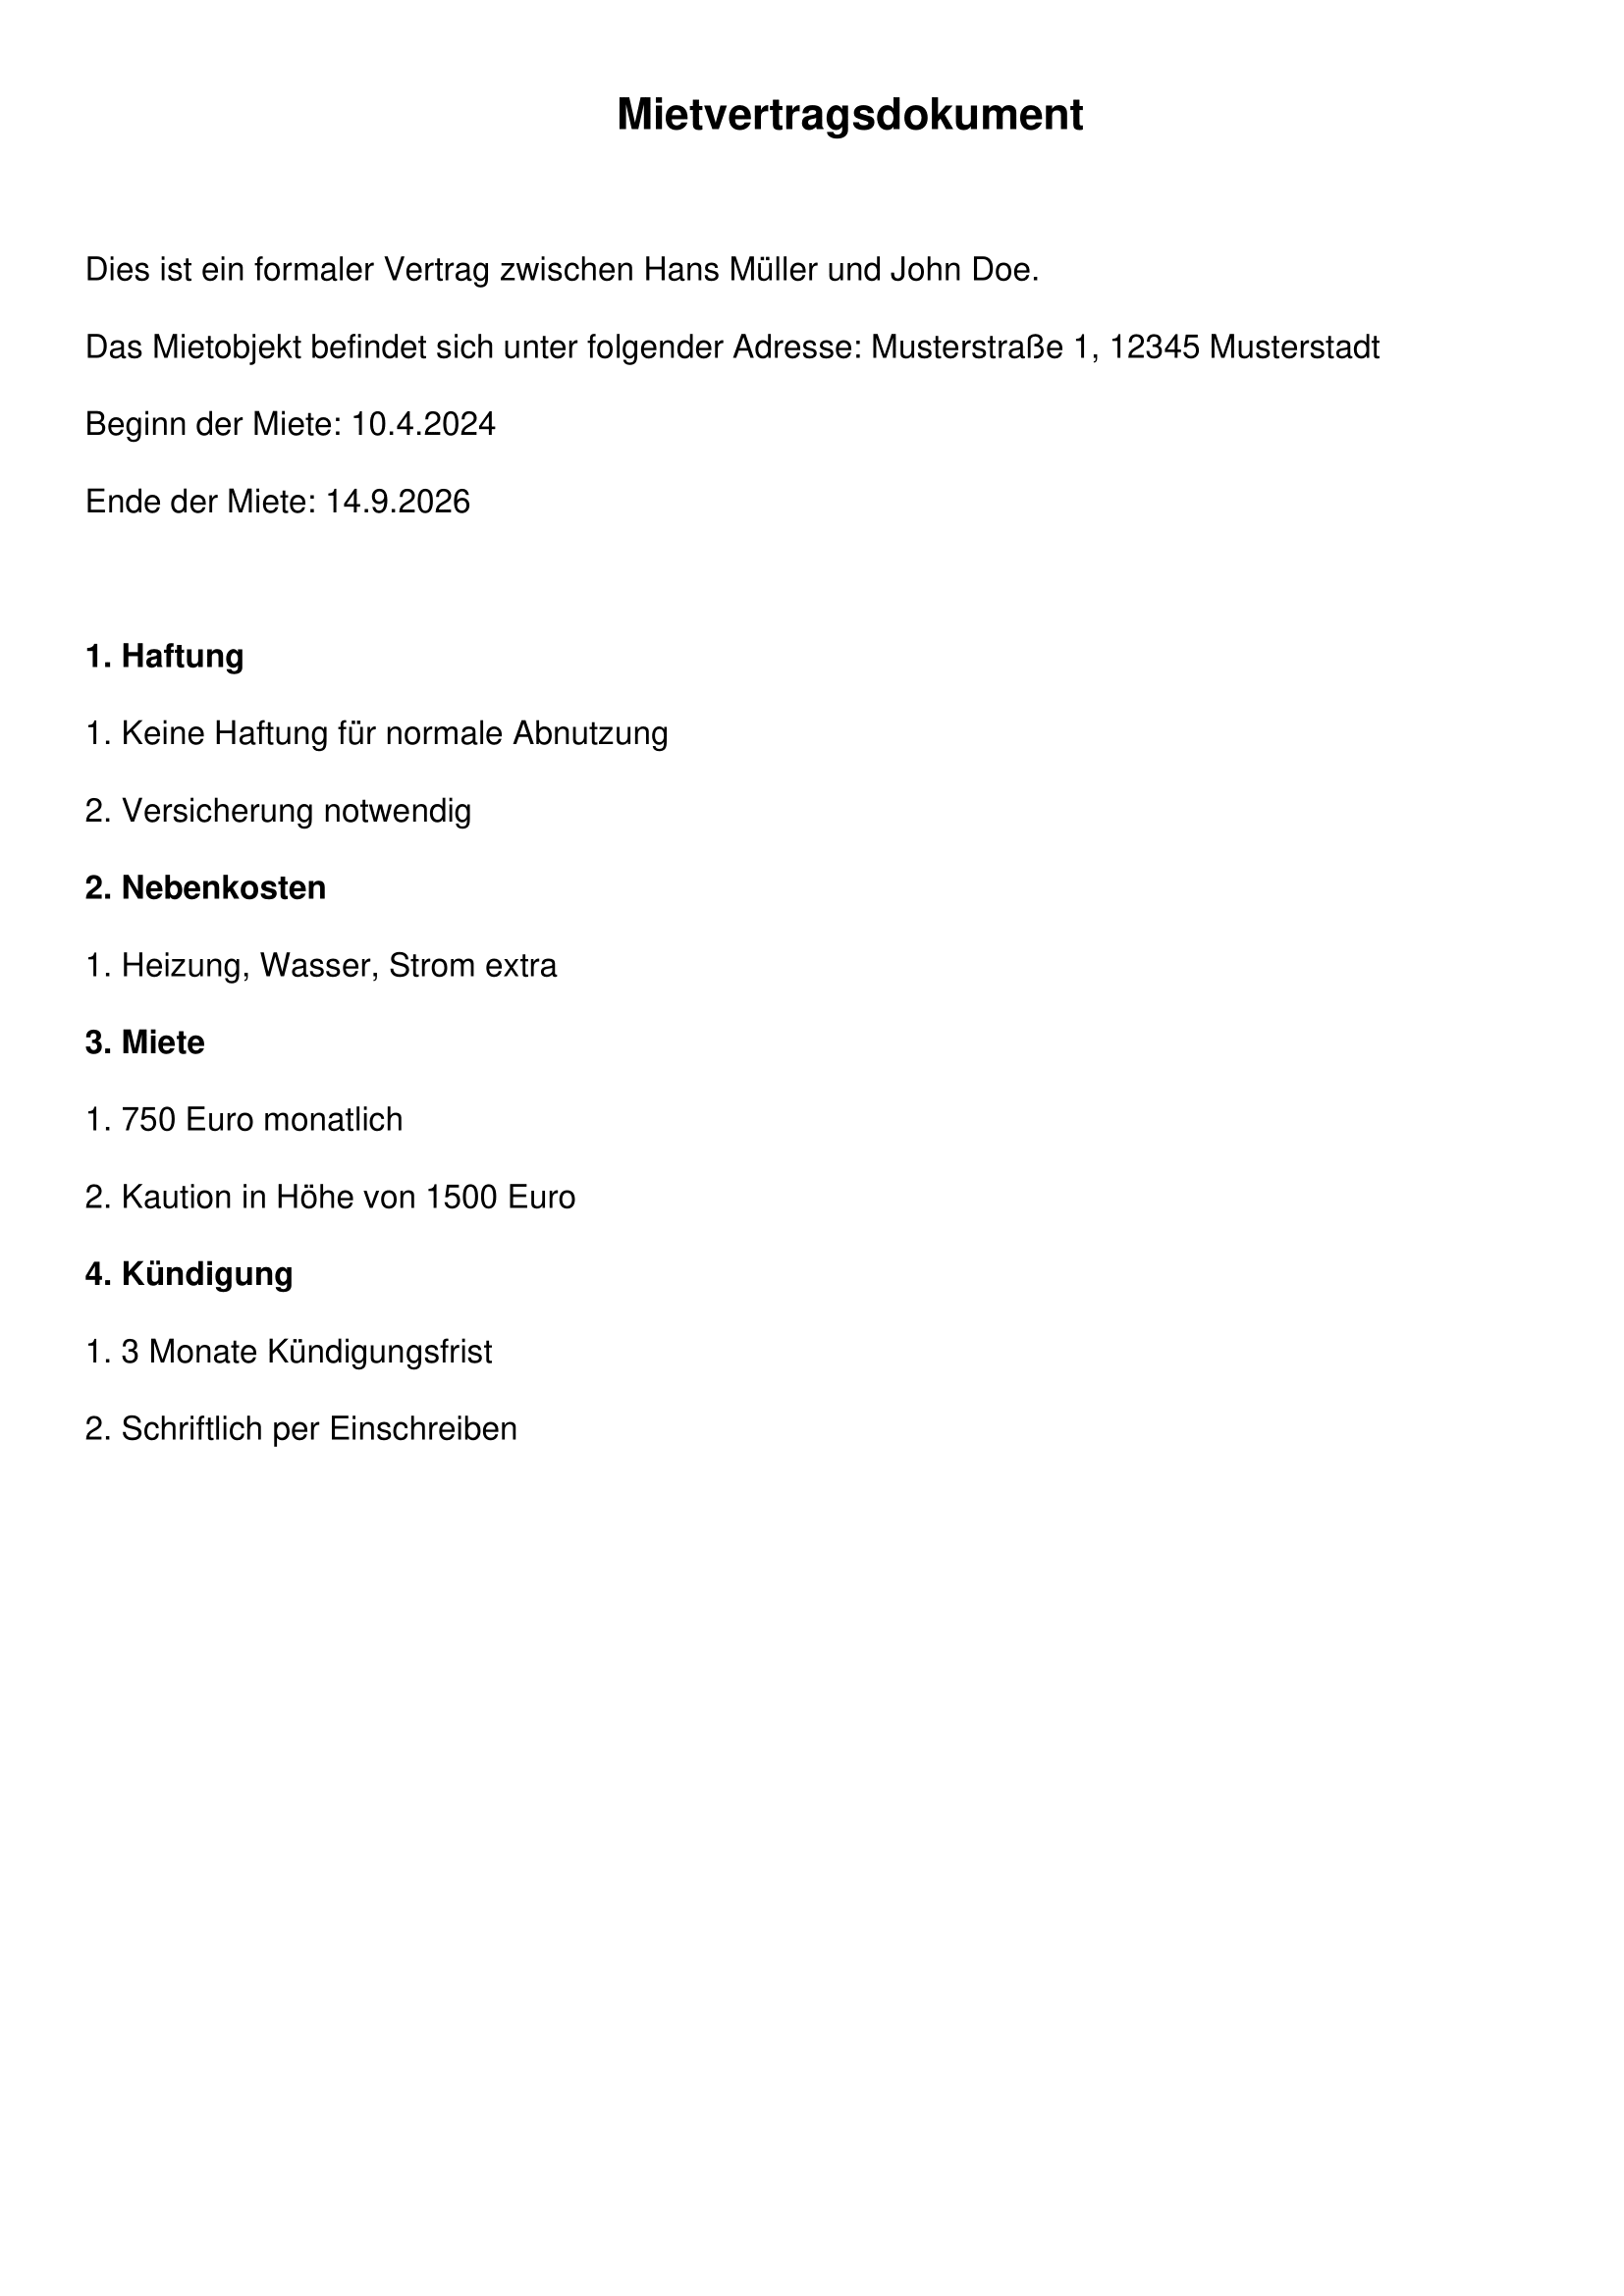 Mietvertragsdokument
Dies ist ein formaler Vertrag zwischen Hans Müller und John Doe.
Das Mietobjekt befindet sich unter folgender Adresse: Musterstraße 1, 12345 Musterstadt
Beginn der Miete: 10.4.2024
Ende der Miete: 14.9.2026
1. Haftung
1. Keine Haftung für normale Abnutzung
2. Versicherung notwendig
2. Nebenkosten
1. Heizung, Wasser, Strom extra
3. Miete
1. 750 Euro monatlich
2. Kaution in Höhe von 1500 Euro
4. Kündigung
1. 3 Monate Kündigungsfrist
2. Schriftlich per Einschreiben